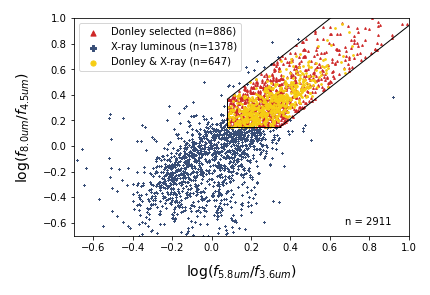 Donley selected (n=886)
X-ray luminous (n=1378)
Donley & X-ray (n=647)
1.0
0.8
0.6
0.4
0.2
0.0
−0.2
−0.4
−0.6
log(f8.0um/f4.5um)
n = 2911
−0.6 −0.4 −0.2 0.0 0.2 0.4 0.6 0.8 1.0
log(f5.8um/f3.6um)